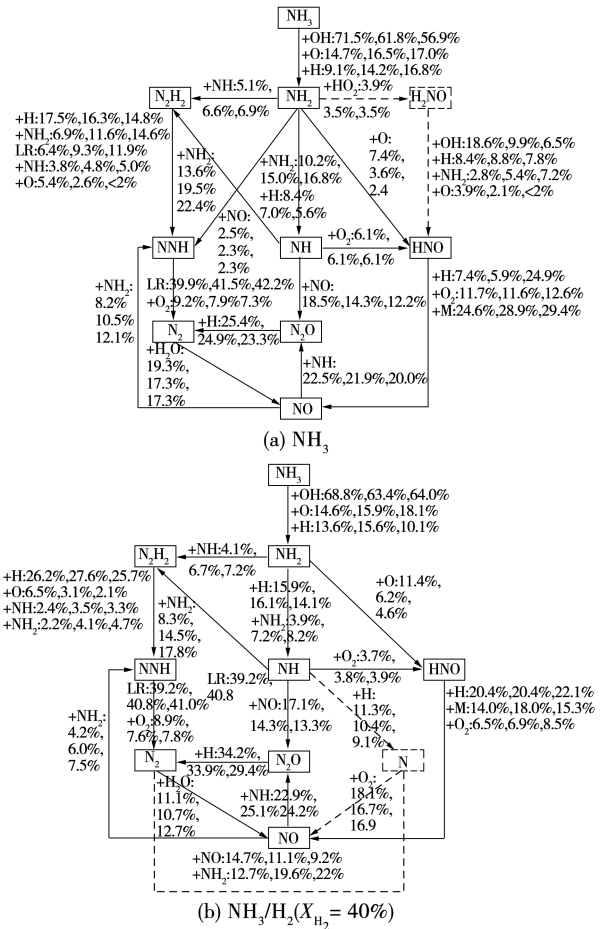 NH₃
+OH:71.5%,61.8%,56.9%
+O:14.7%,16.5%,17.0%
+H:9.1%,14.2%,16.8%
N₂H₂
+NH:5.1%,
6.6%,6.9%
NH₂
+HO₂:3.9%
3.5%,3.5%
H₂NO
+H:17.5%,16.3%,14.8%
+NH₂:6.9%,11.6%,14.6%
LR:6.4%,9.3%,11.9%
+NH:3.8%,4.8%,5.0%
+O:5.4%,2.6%,<2%
+NH₂:
13.6%
19.5%
22.4%
+NH₂:10.2%,
15.0%,16.8%
+H:8.4%
7.0%,5.6%
+O:
7.4%,
3.6%,
2.4
+OH:18.6%,9.9%,6.5%
+H:8.4%,8.8%,7.8%
+NH₂:2.8%,5.4%,7.2%
+O:3.9%,2.1%,<2%
+NO:
2.5%,
2.3%,
2.3%
NNH
NH
+O₂:6.1%,
6.1%,6.1%
HNO
+NH₂:
8.2%
10.5%
12.1%
LR:39.9%,41.5%,42.2%
+O₂:9.2%,7.9%7.3%
+NO:
18.5%,14.3%,12.2%
+H:7.4%,5.9%,24.9%
+O₂:11.7%,11.6%,12.6%
+M:24.6%,28.9%,29.4%
N₂
+H:25.4%,
24.9%,23.3%
N₂O
+H₂O:
19.3%,
17.3%,
17.3%
+NH:
22.5%,21.9%,20.0%
NO
(a) NH₃
NH₃
+OH:68.8%,63.4%,64.0%
+O:14.6%,15.9%,18.1%
+H:13.6%,15.6%,10.1%
N₂H₂
+NH:4.1%,
6.7%,7.2%
NH₂
+H:26.2%,27.6%,25.7%
+O:6.5%,3.1%,2.1%
+NH:2.4%,3.5%,3.3%
+NH₂:2.2%,4.1%,4.7%
+NH₂:
8.3%,
14.5%,
17.8%
+H:15.9%,
16.1%,14.1%
+NH₂:3.9%,
7.2%,8.2%
+O:11.4%,
6.2%,
4.6%
NNH
NH
+O₂:3.7%,
3.8%,3.9%
HNO
+NH₂:
4.2%,
6.0%,
7.5%
LR:39.2%,
40.8%,41.0%
+O₂:8.9%,
7.6%,7.8%
LR:39.2%,
40.8
+NO:17.1%,
14.3%,13.3%
+H:
11.3%,
10.4%,
9.1%
+H:20.4%,20.4%,22.1%
+M:14.0%,18.0%,15.3%
+O₂:6.5%,6.9%,8.5%
N₂
+H:34.2%,
33.9%,29.4%
N₂O
N
+H₂O:
11.1%,
10.7%,
12.7%
+NH:22.9%,
25.1%24.2%
+O₂:
18.1%,
16.7%,
16.9
NO
+NO:14.7%,11.1%,9.2%
+NH₂:12.7%,19.6%,22%
(b) NH₃/H₂(X_H₂= 40%)